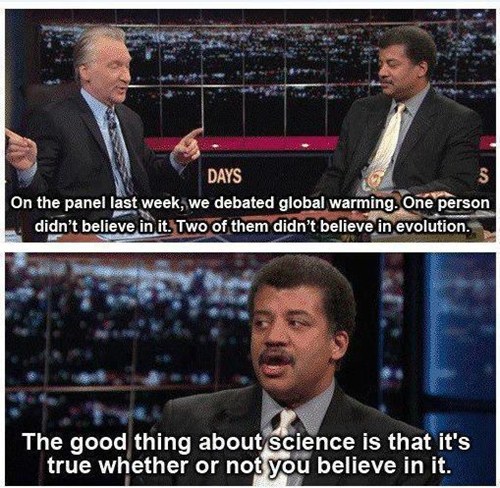 DAYS
S
On the panel last week, we debated global warming. One person
didn't believe in it. Two of them didn't believe in evolution.
The good thing about science is that it's
true whether or not you believe in it.